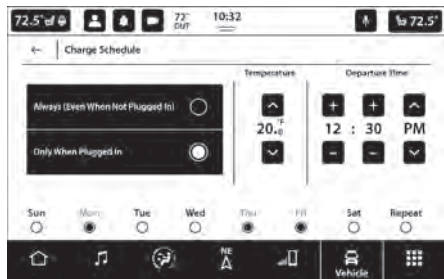 72.5° 72° OUT 10:32 72.5°
← Charge Schedule
Temperature Departure Time
Always (Even When Not Plugged In)
Only When Plugged In
20.0 °F 12 : 30 PM
Sun Mon Tue Wed Thu Fri Sat Repeat
NE
Vehicle